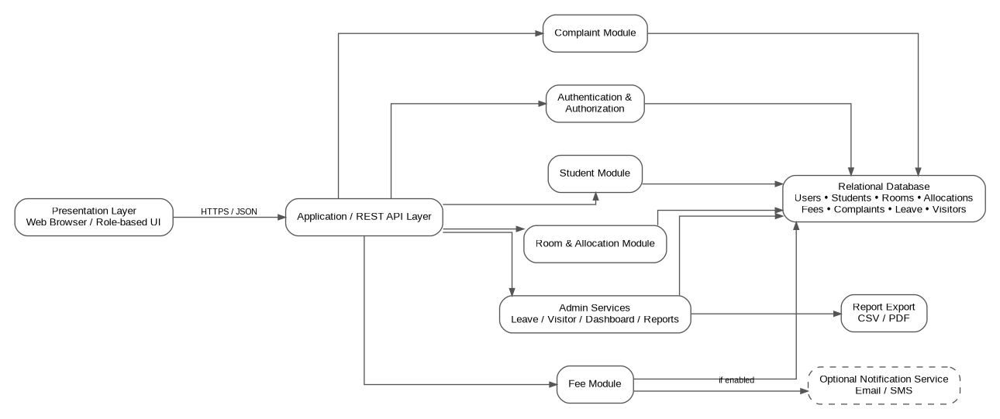 Complaint Module
Authentication &
Authorization
Student Module
Relational Database
Users • Students • Rooms • Allocations
Fees • Complaints • Leave • Visitors
Presentation Layer
Web Browser / Role-based UI
HTTPS / JSON
Application / REST API Layer
Room & Allocation Module
Admin Services
Leave / Visitor / Dashboard / Reports
Report Export
CSV / PDF
Fee Module
if enabled
Optional Notification Service
Email / SMS